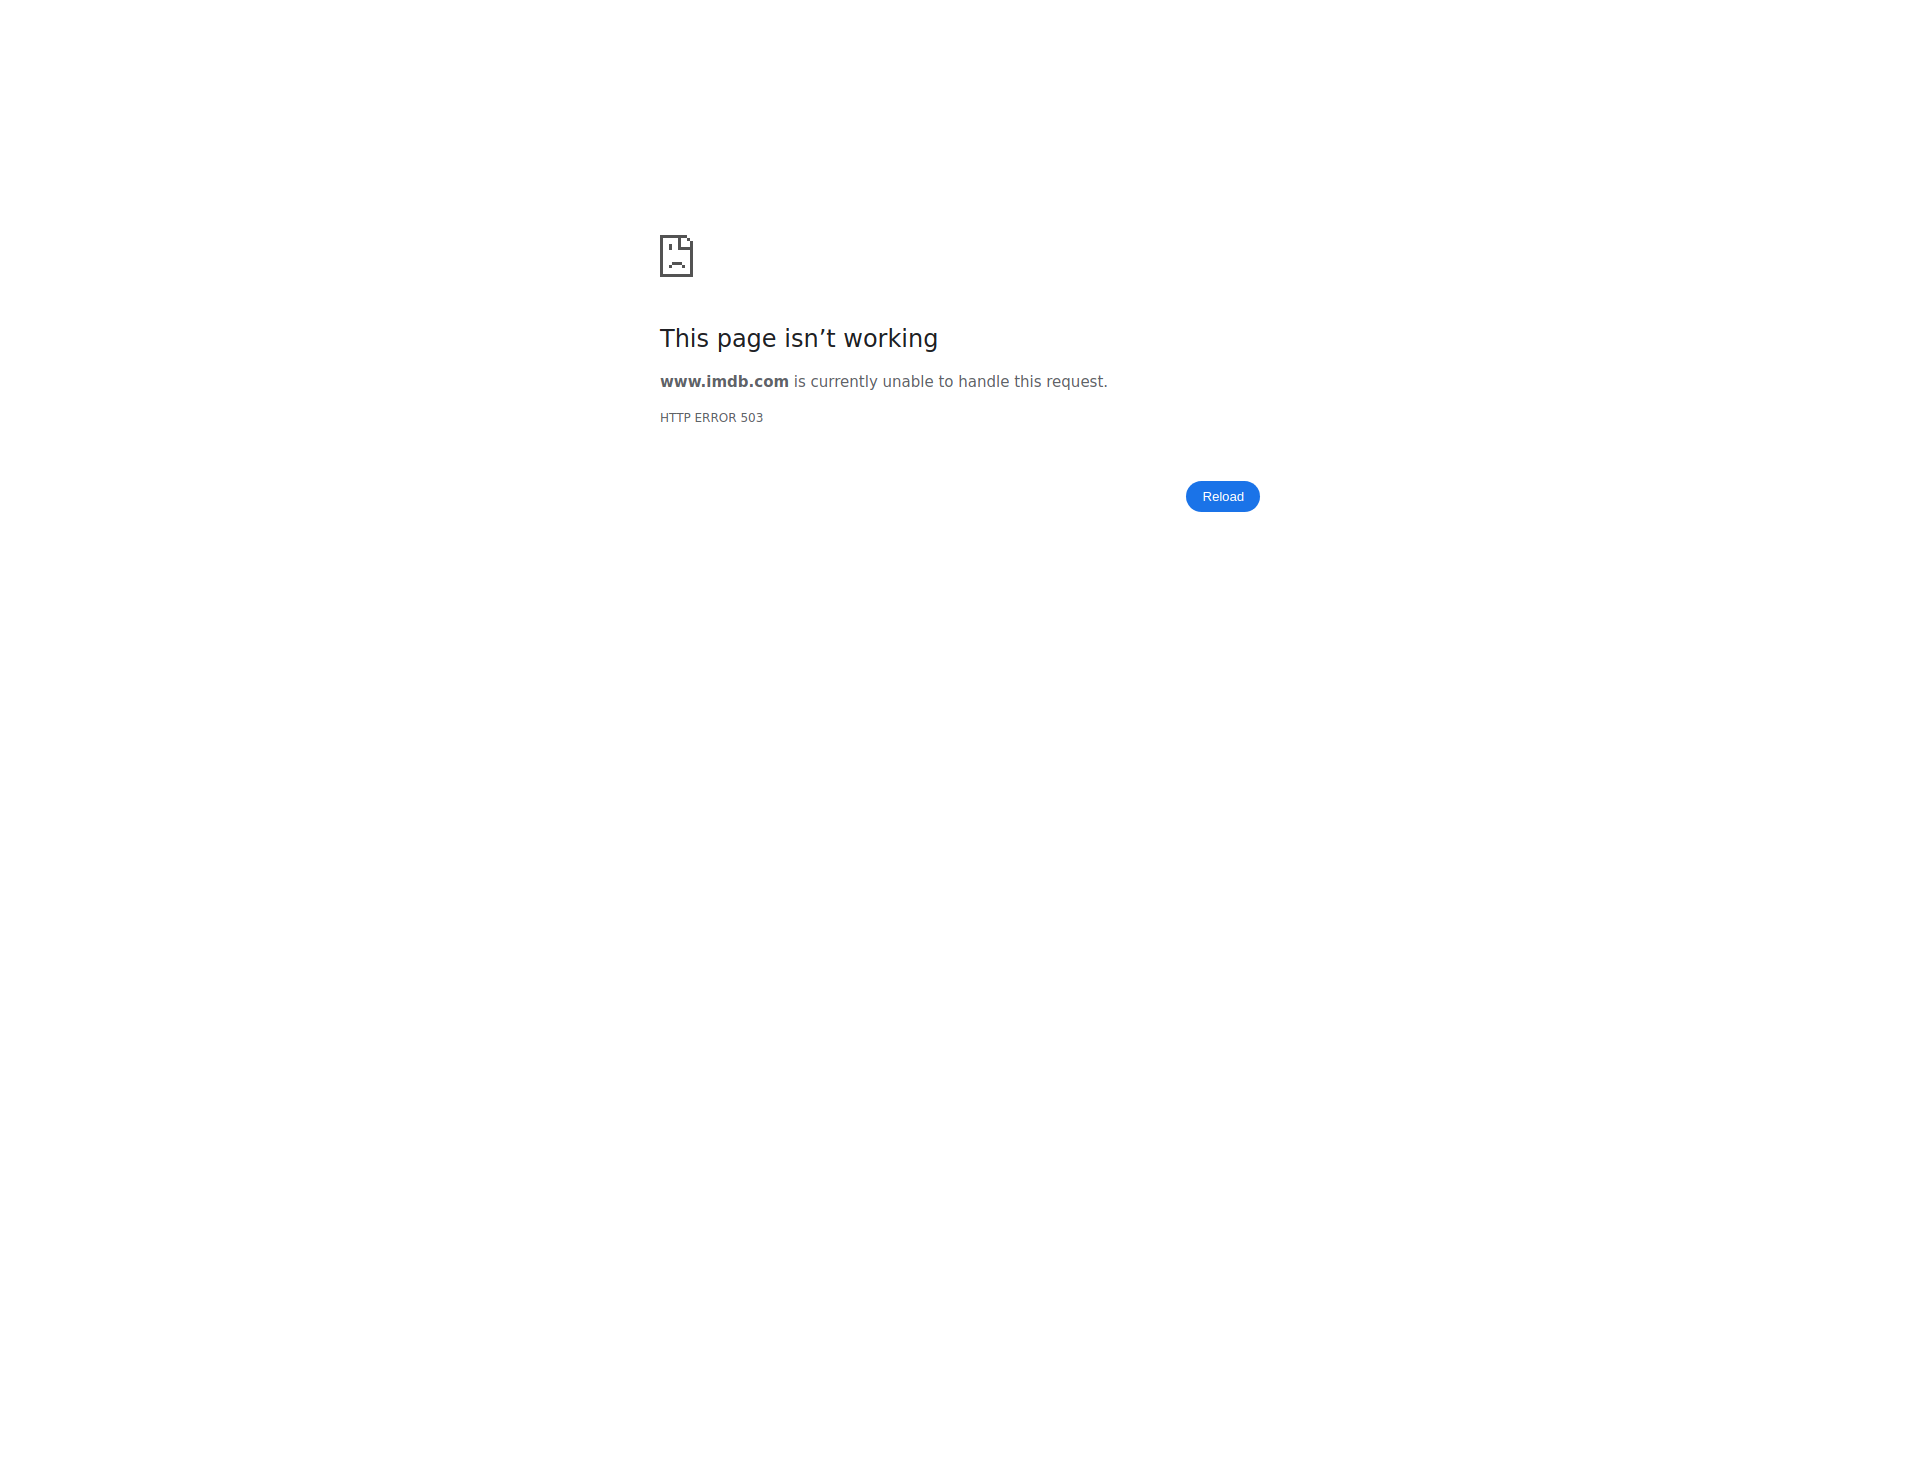 This page isn’t working
www.imdb.com is currently unable to handle this request.
HTTP ERROR 503
Reload